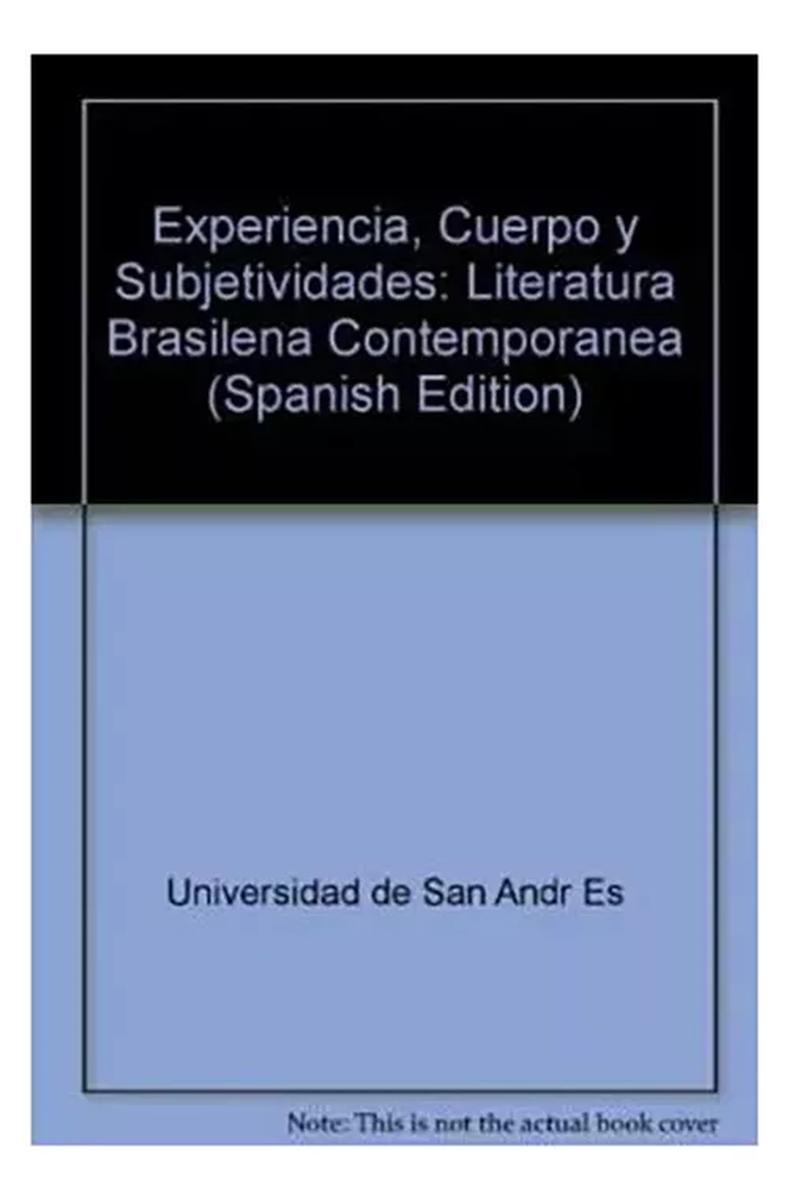 Experiencia, Cuerpo y
Subjetividades: Literatura
Brasilena Contemporanea
(Spanish Edition)
Universidad de San Andr Es
Note: This is not the actual book cover